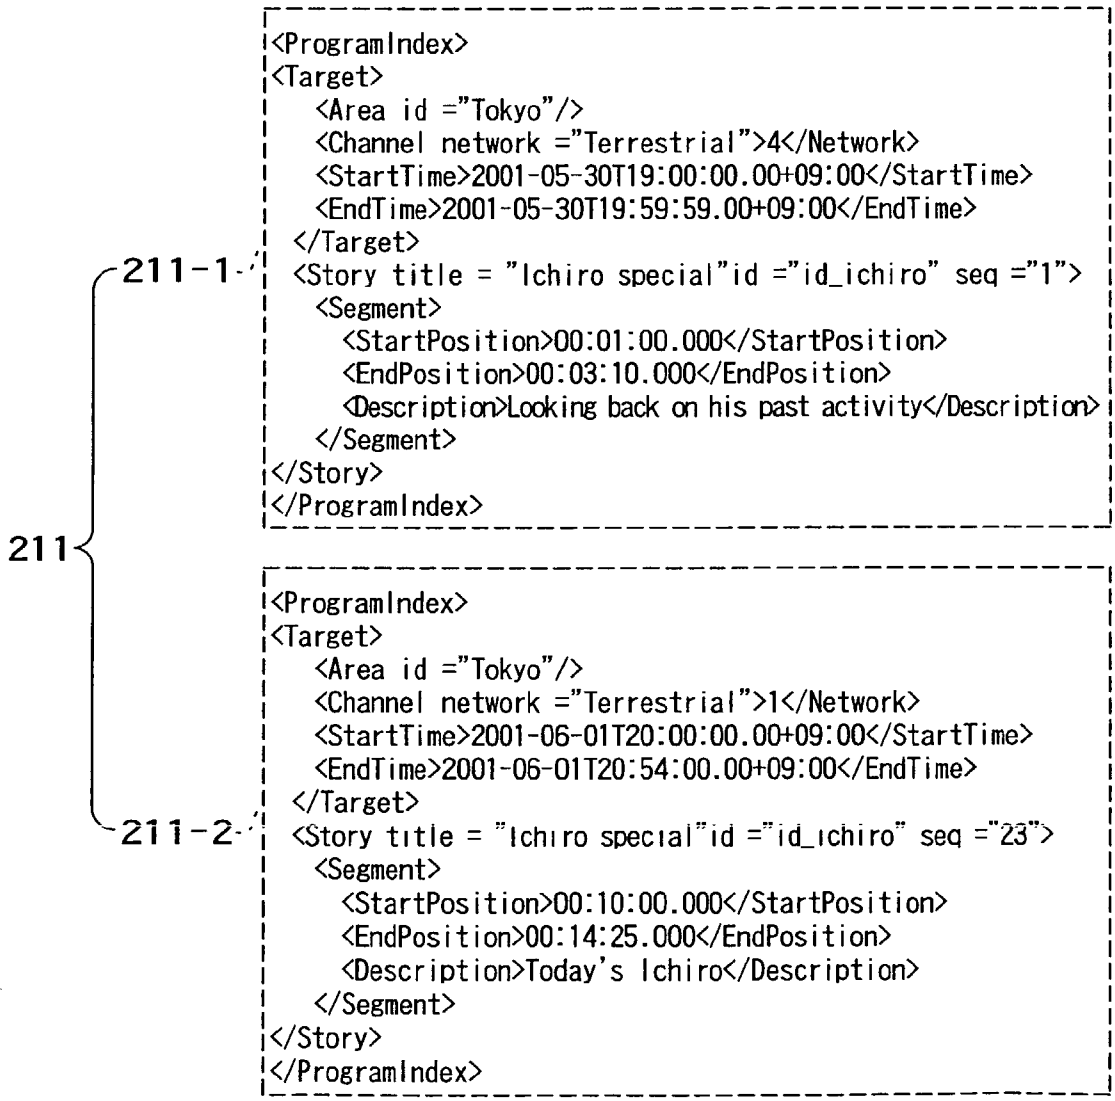 <ProgramIndex>
<Target>
<Area id ="Tokyo"/>
<Channel network ="Terrestrial">4</Network>
<StartTime>2001-05-30T19:00:00.00+09:00</StartTime>
<EndTime>2001-05-30T19:59:59.00+09:00</EndTime>
</Target>
211-1
<Story title = "Ichiro special"id ="id_ichiro" seq ="1">
<Segment>
<StartPosition>00:01:00.000</StartPosition>
<EndPosition>00:03:10.000</EndPosition>
<Description>Looking back on his past activity</Description>
</Segment>
</Story>
</ProgramIndex>
211
<ProgramIndex>
<Target>
<Area id ="Tokyo"/>
<Channel network ="Terrestrial">1</Network>
<StartTime>2001-06-01T20:00:00.00+09:00</StartTime>
<EndTime>2001-06-01T20:54:00.00+09:00</EndTime>
</Target>
211-2
<Story title = "Ichiro special"id ="id_ichiro" seq ="23">
<Segment>
<StartPosition>00:10:00.000</StartPosition>
<EndPosition>00:14:25.000</EndPosition>
<Description>Today's Ichiro</Description>
</Segment>
</Story>
</ProgramIndex>